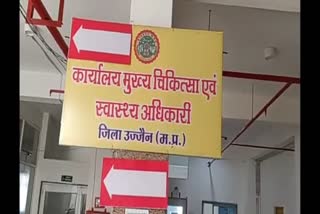 कार्यालय मुख्य चिकित्सा एवं
स्वास्थ्य अधिकारी
जिला उज्जैन (म.प्र.)